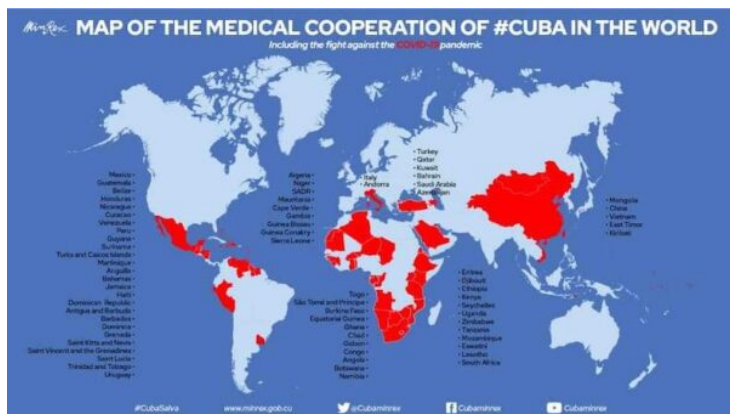 MinRex
MAP OF THE MEDICAL COOPERATION OF #CUBA IN THE WORLD
Including the fight against the COVID-19 pandemic
Mexico
Guatemala
Belize
Honduras
Nicaragua
Curacao
Venezuela
Peru
Guyana
Suriname
Turks and Caicos Islands
Martinique
Anguilla
Bahamas
Jamaica
Haiti
Dominican Republic
Antigua and Barbuda
Barbados
Dominica
Grenada
Saint Kitts and Nevis
Saint Vincent and the Grenadines
Saint Lucia
Trinidad and Tobago
Uruguay
Algeria
Niger
SADR
Mauritania
Cape Verde
Gambia
Guinea Bissau
Guinea Conakry
Sierra Leone
Italy
Andorra
Turkey
Qatar
Kuwait
Bahrain
Saudi Arabia
Azerbaijan
Togo
São Tomé and Principe
Burkina Faso
Equatorial Guinea
Ghana
Chad
Gabon
Congo
Angola
Botswana
Namibia
Eritrea
Djibouti
Ethiopia
Kenya
Seychelles
Uganda
Zimbabwe
Tanzania
Mozambique
Eswatini
Lesotho
South Africa
Mongolia
China
Vietnam
East Timor
Kiribati
#CubaSalva
www.minrex.gob.cu
@Cubaminrex
Cubaminrex
Cubaminrex